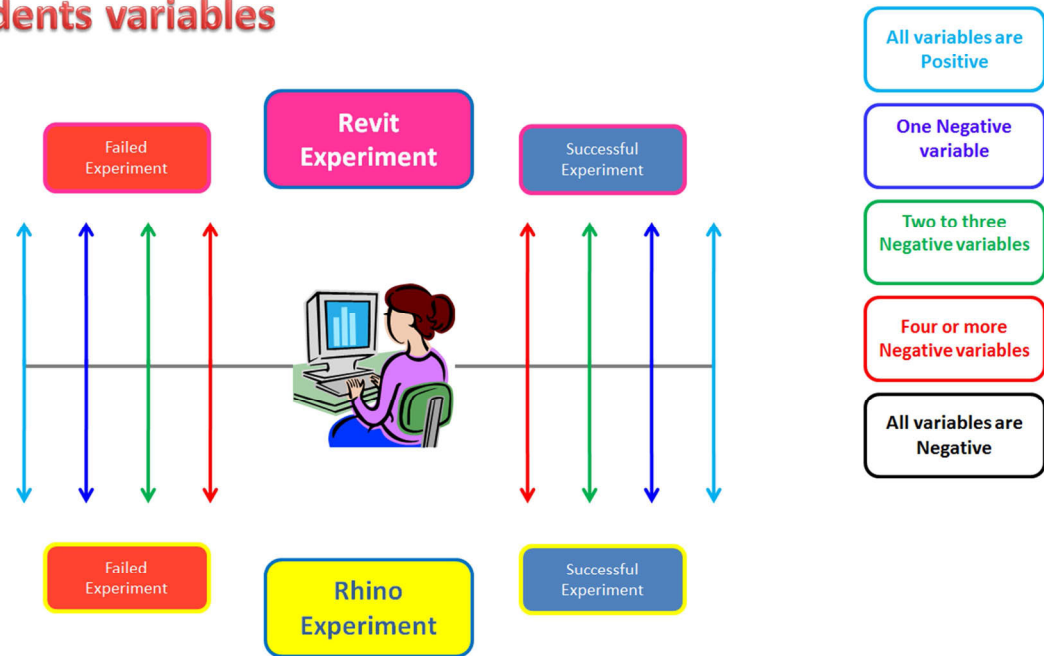 dents variables
All variables are
Positive
One Negative
variable
Two to three
Negative variables
Four or more
Negative variables
All variables are
Negative
Failed
Experiment
Revit
Experiment
Successful
Experiment
Failed
Experiment
Rhino
Experiment
Successful
Experiment